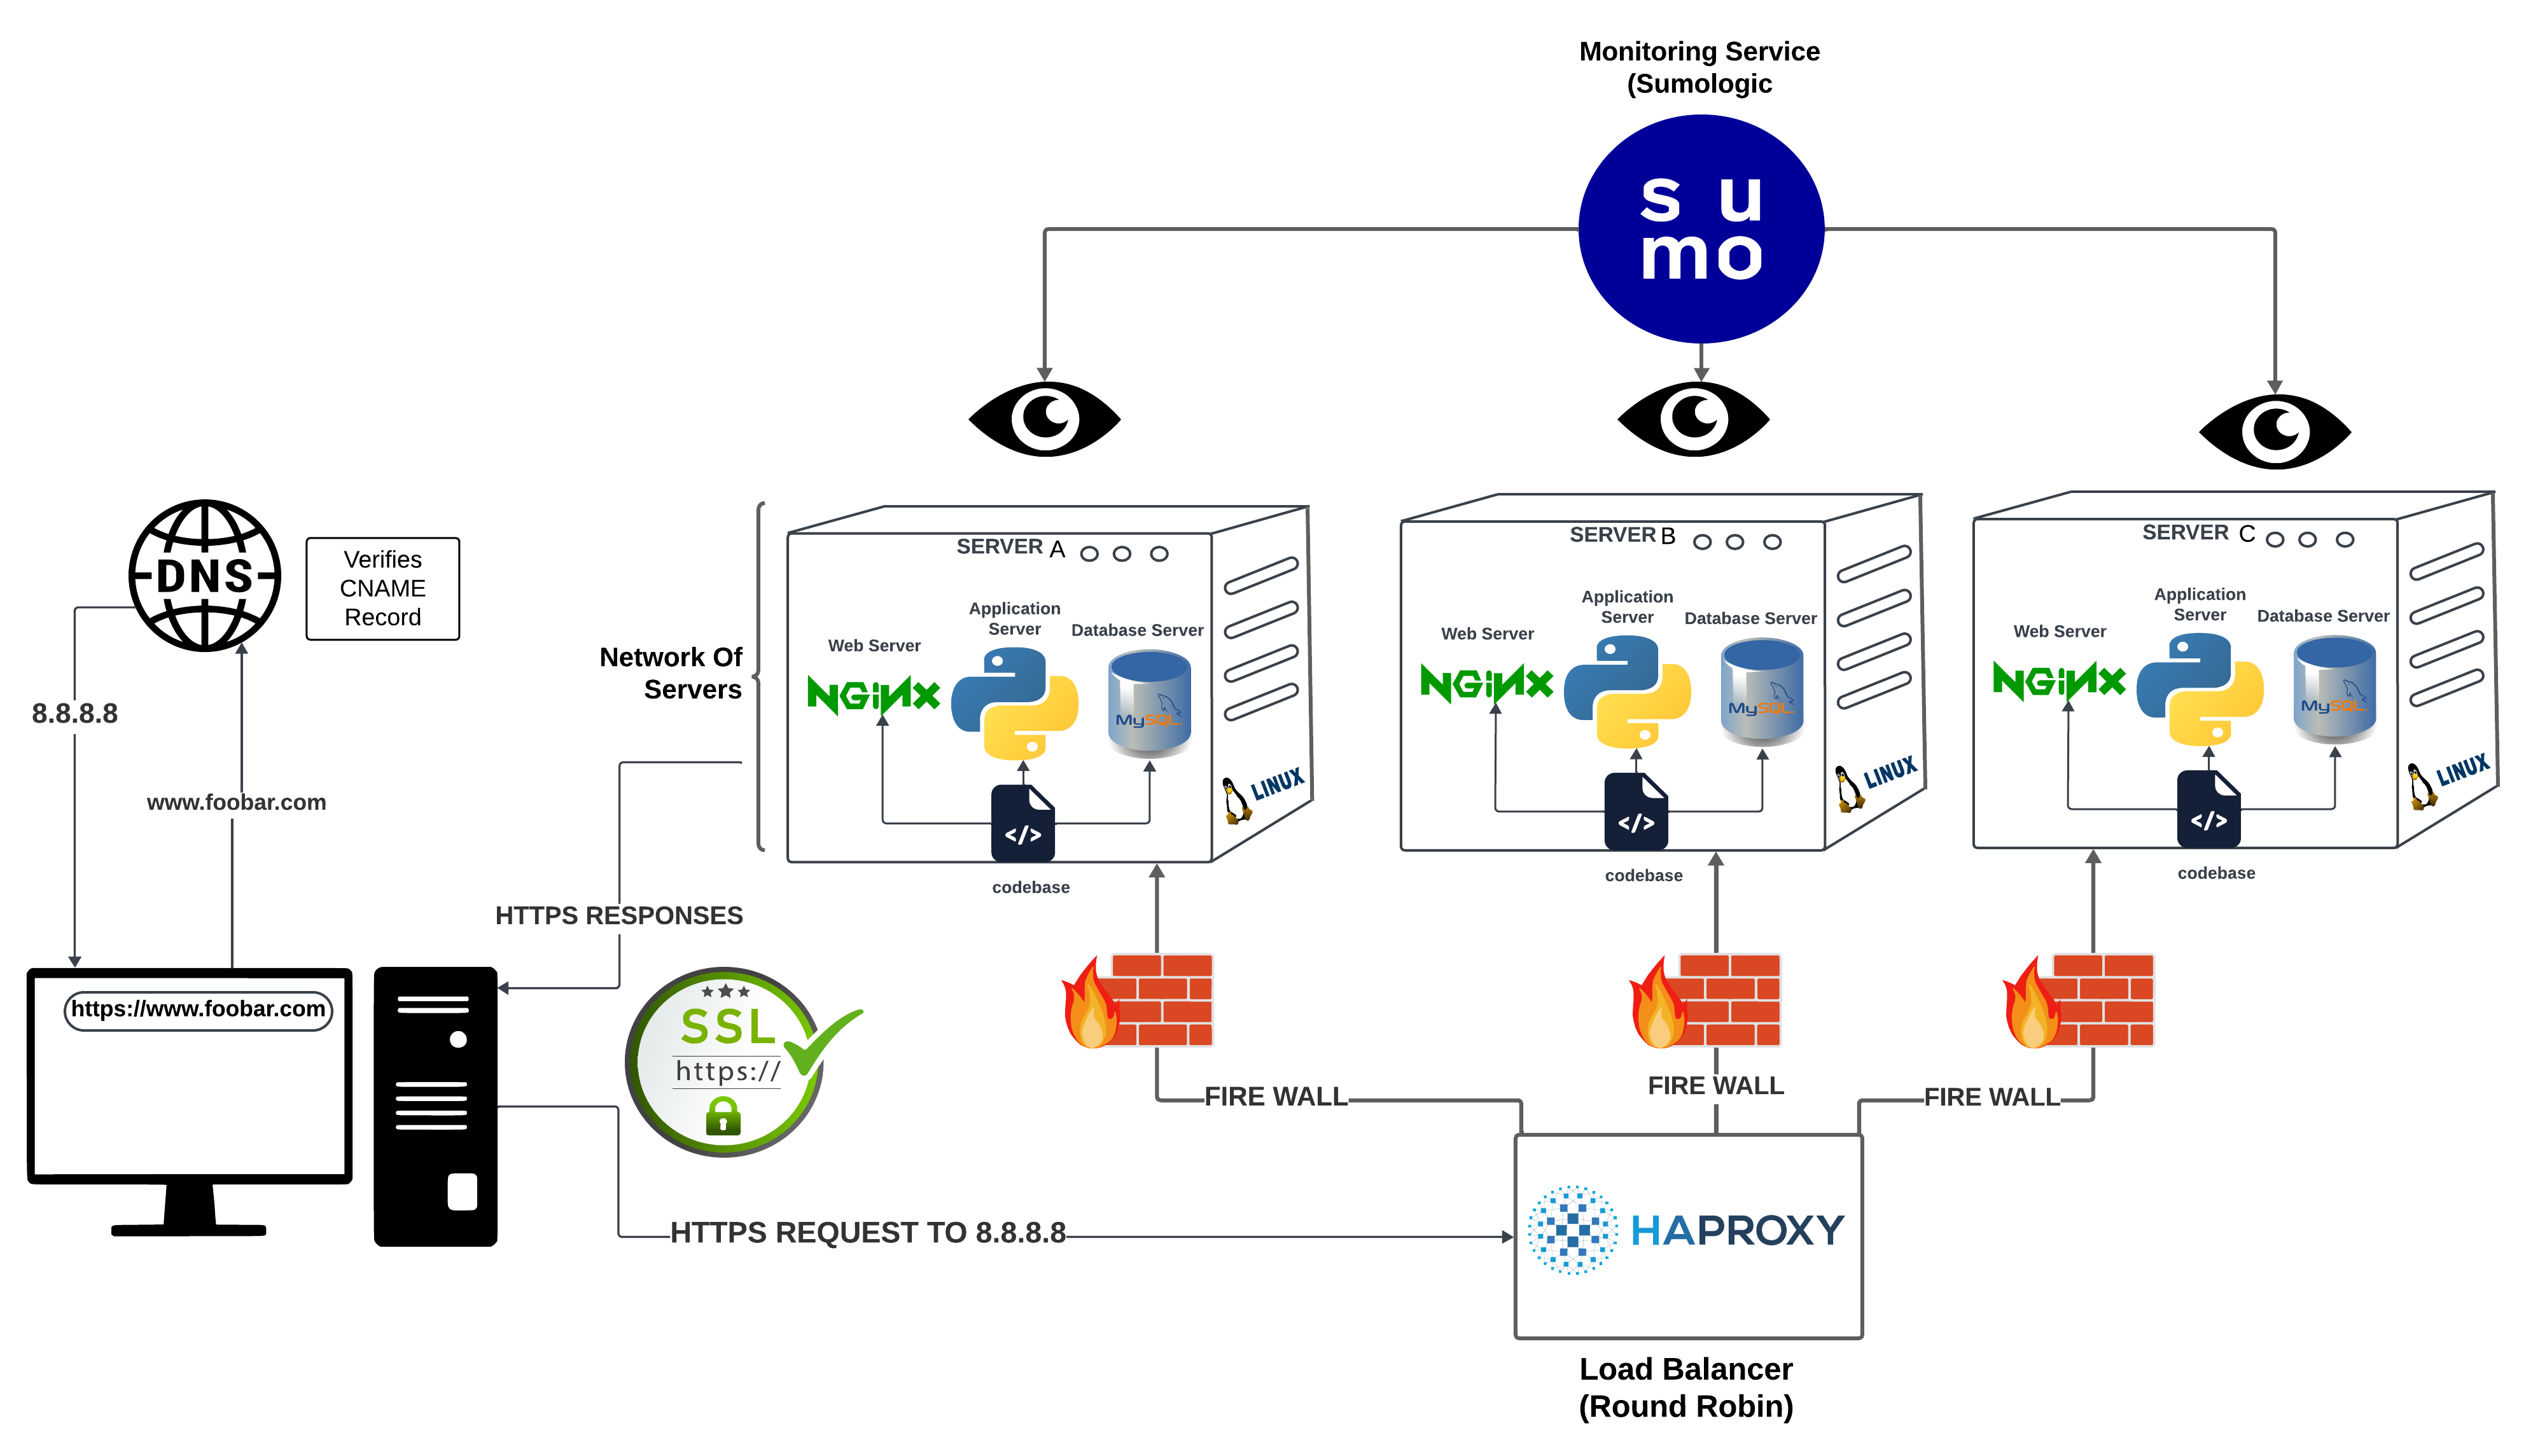 Monitoring Service
(Sumologic
s u
mo
DNS
Verifies
CNAME
Record
8.8.8.8
www.foobar.com
https://www.foobar.com
Network Of
Servers
HTTPS RESPONSES
SSL
https://
HTTPS REQUEST TO 8.8.8.8
SERVER A
Web Server
Application
Server
Database Server
NGiNX
MySQL
LINUX
</>
codebase
SERVER B
Web Server
Application
Server
Database Server
NGiNX
MySQL
LINUX
</>
codebase
SERVER C
Web Server
Application
Server
Database Server
NGiNX
MySQL
LINUX
</>
codebase
FIRE WALL
FIRE WALL
FIRE WALL
HAPROXY
Load Balancer
(Round Robin)